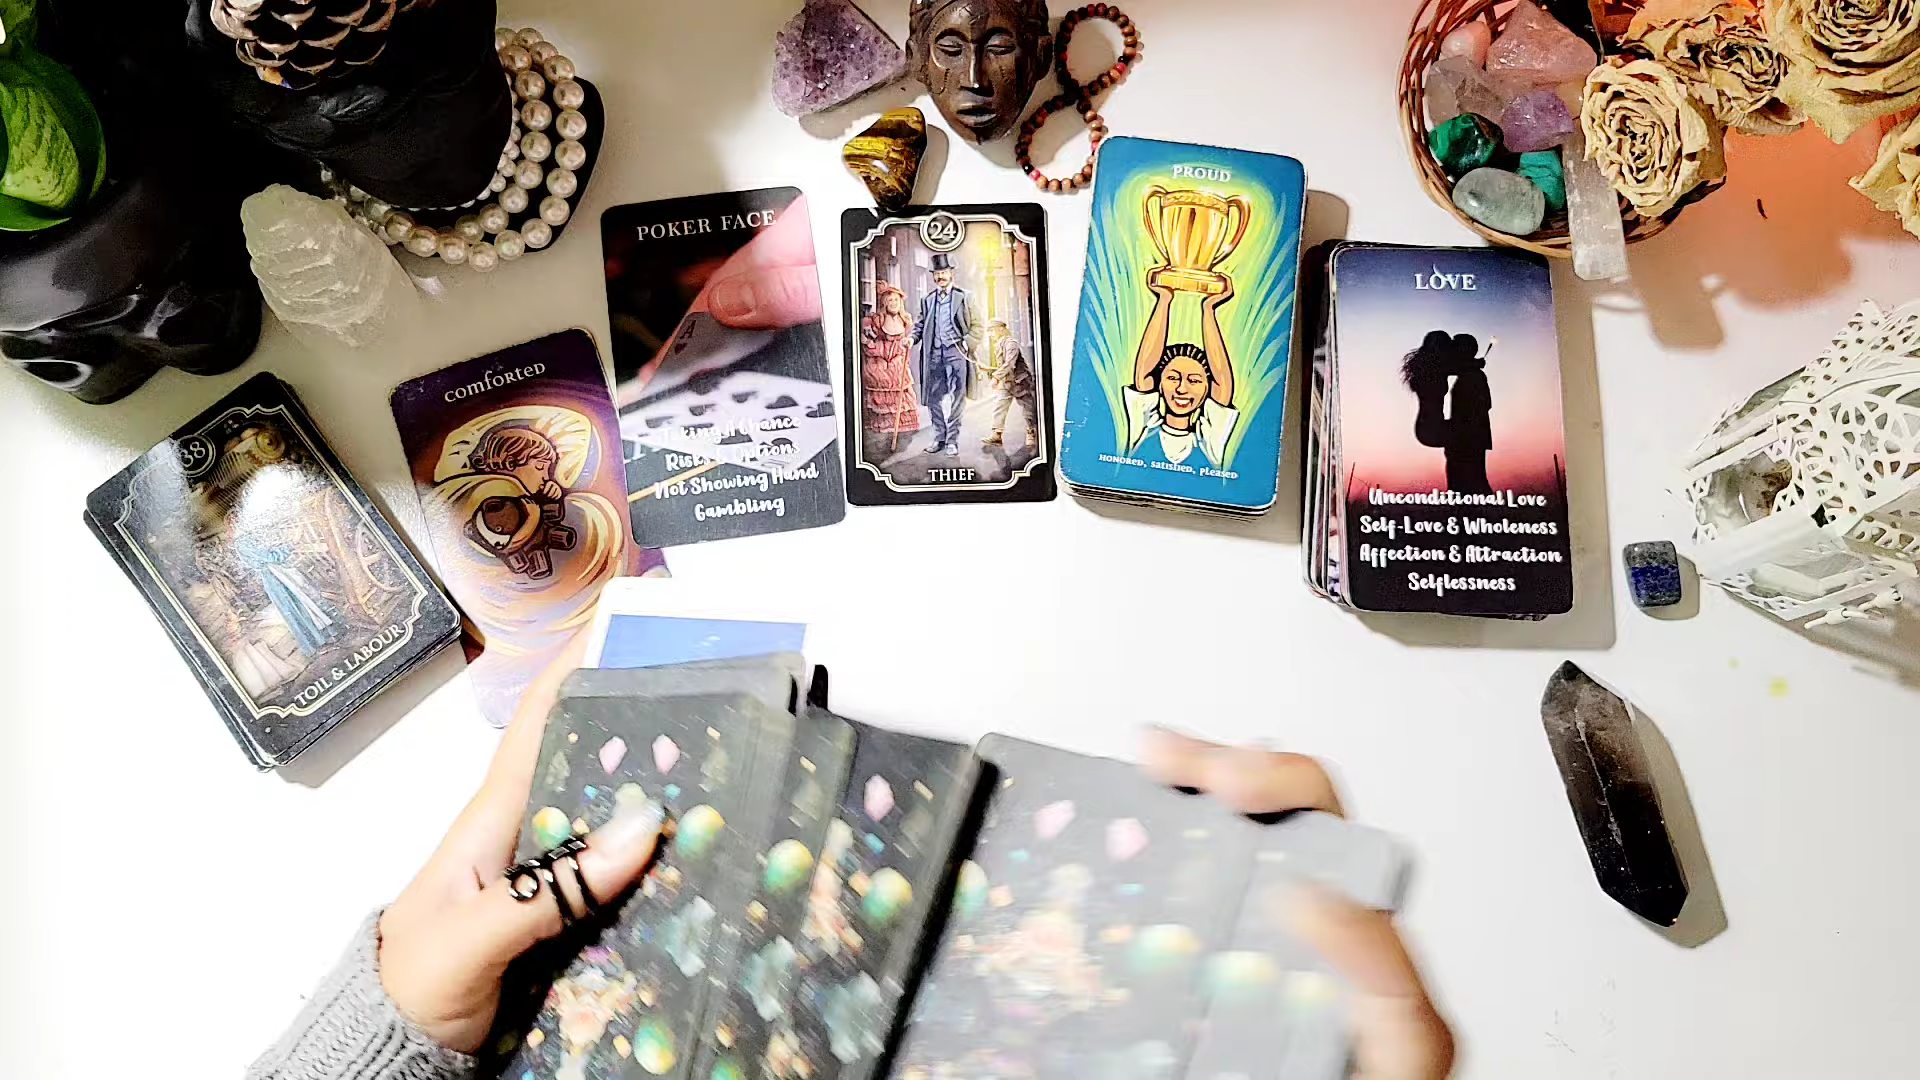 38
TOIL & LABOUR
comforted
POKER FACE
A
Taking A Chance
Risks & Options
Not Showing Hand
Gambling
24
THIEF
PROUD
HONORED, SATISFIED, PLEASED
LOVE
Unconditional Love
Self-Love & Wholeness
Affection & Attraction
Selflessness